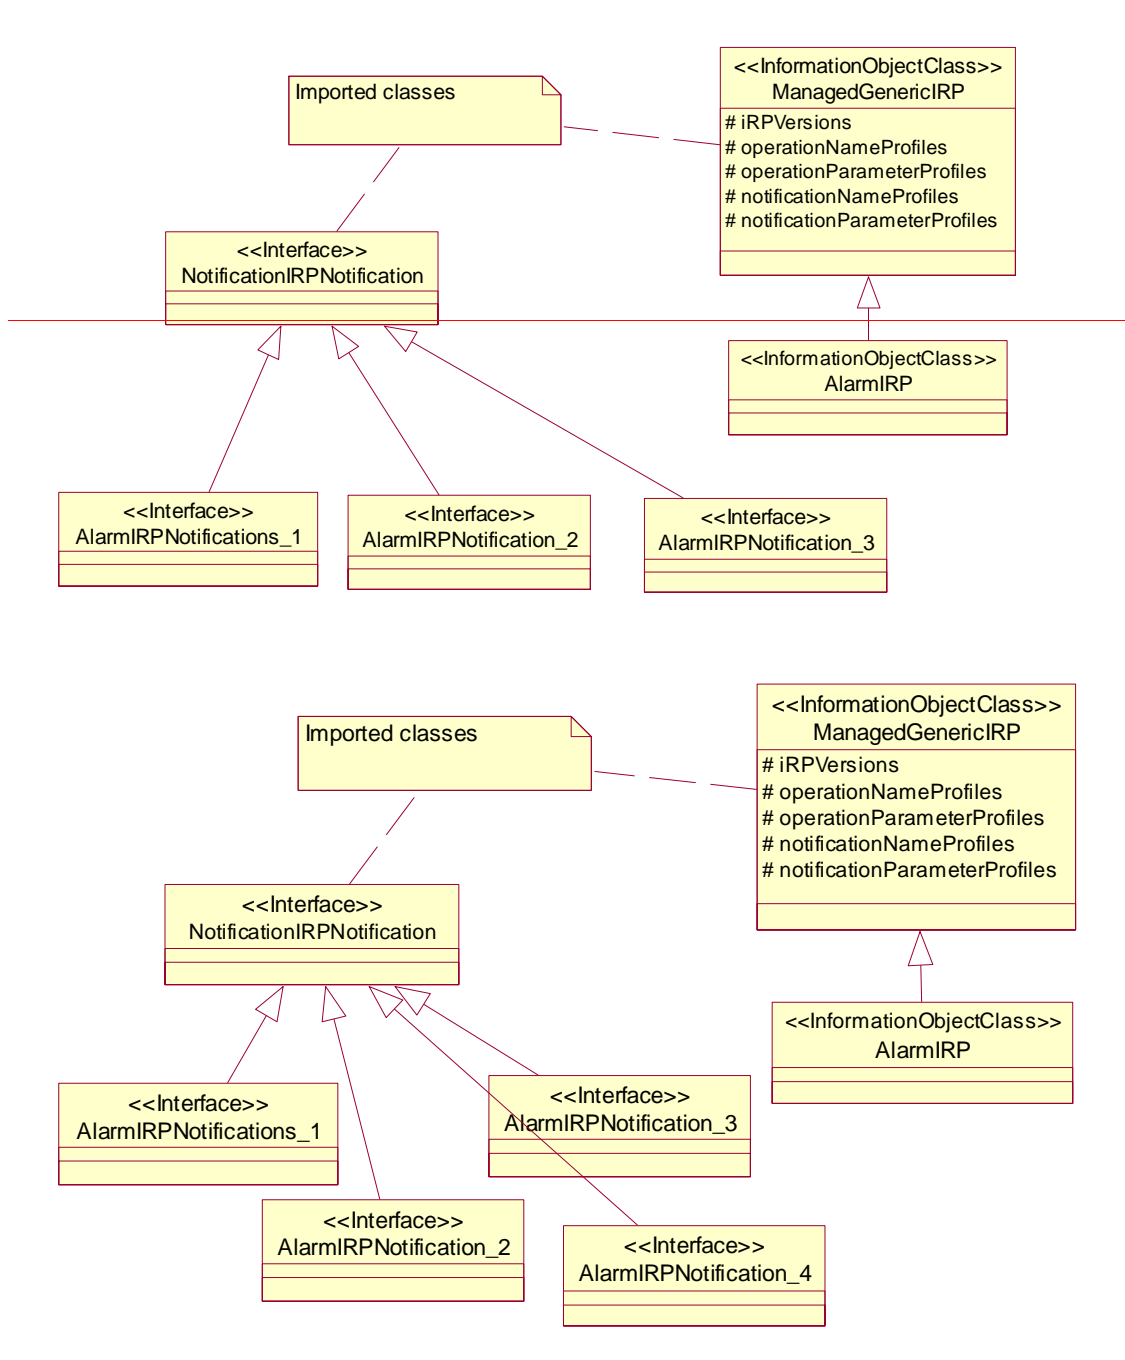 Imported classes
<<InformationObjectClass>>
ManagedGenericIRP
# iRPVersions
# operationNameProfiles
# operationParameterProfiles
# notificationNameProfiles
# notificationParameterProfiles
<<Interface>>
NotificationIRPNotification
<<InformationObjectClass>>
AlarmIRP
<<Interface>>
AlarmIRPNotifications_1
<<Interface>>
AlarmIRPNotification_2
<<Interface>>
AlarmIRPNotification_3
Imported classes
<<InformationObjectClass>>
ManagedGenericIRP
# iRPVersions
# operationNameProfiles
# operationParameterProfiles
# notificationNameProfiles
# notificationParameterProfiles
<<Interface>>
NotificationIRPNotification
<<InformationObjectClass>>
AlarmIRP
<<Interface>>
AlarmIRPNotifications_1
<<Interface>>
AlarmIRPNotification_3
<<Interface>>
AlarmIRPNotification_2
<<Interface>>
AlarmIRPNotification_4